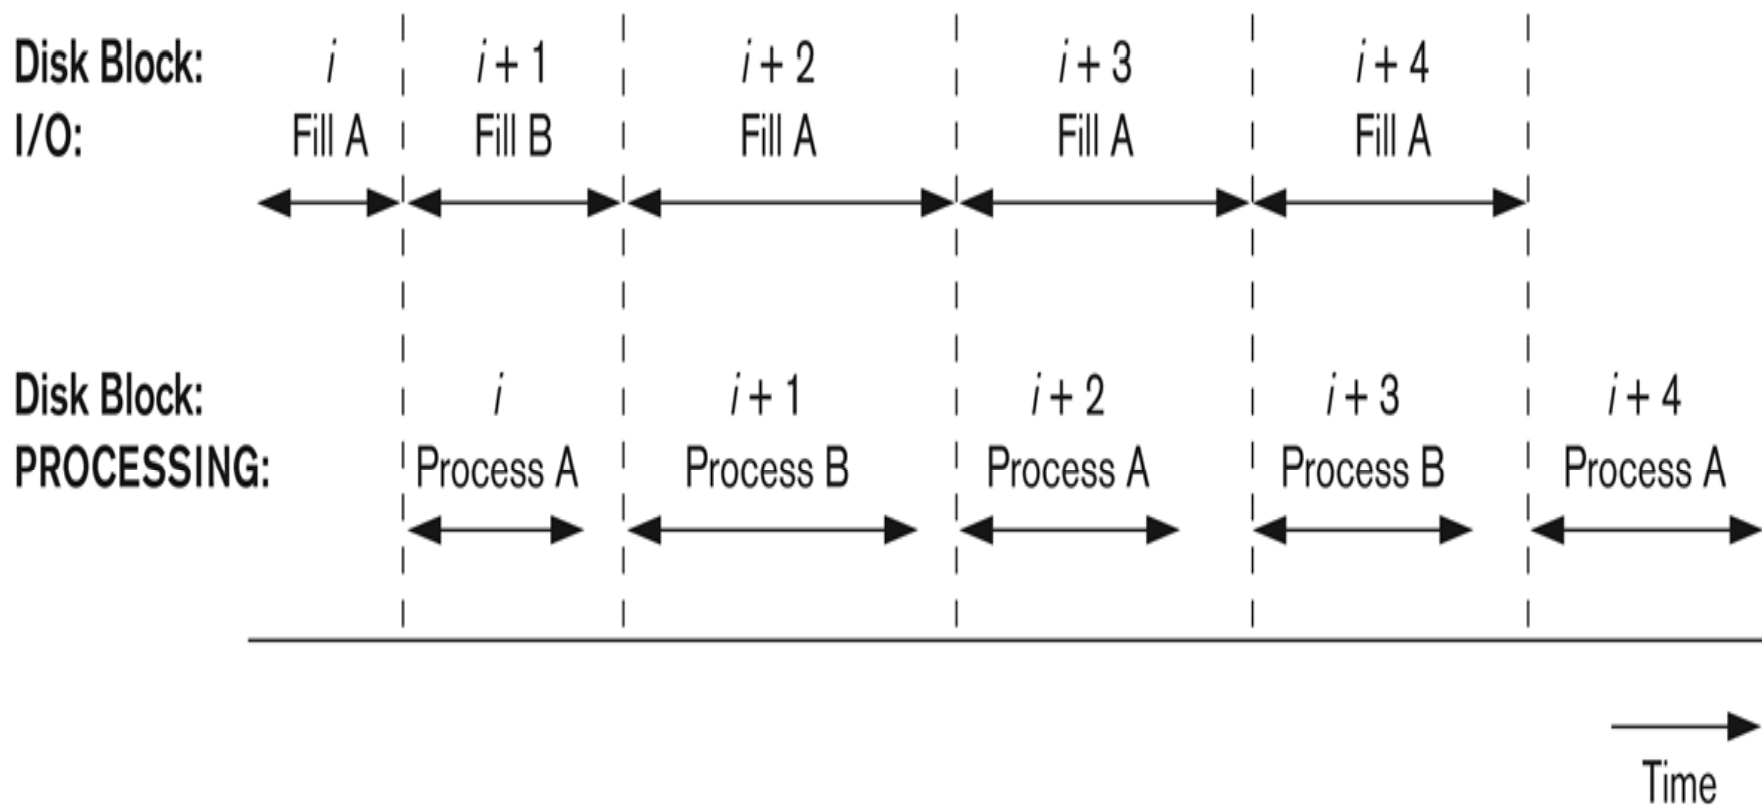 Disk Block: i i + 1 i + 2 i + 3 i + 4
I/O: Fill A Fill B Fill A Fill A Fill A
Disk Block: i i + 1 i + 2 i + 3 i + 4
PROCESSING: Process A Process B Process A Process B Process A
Time